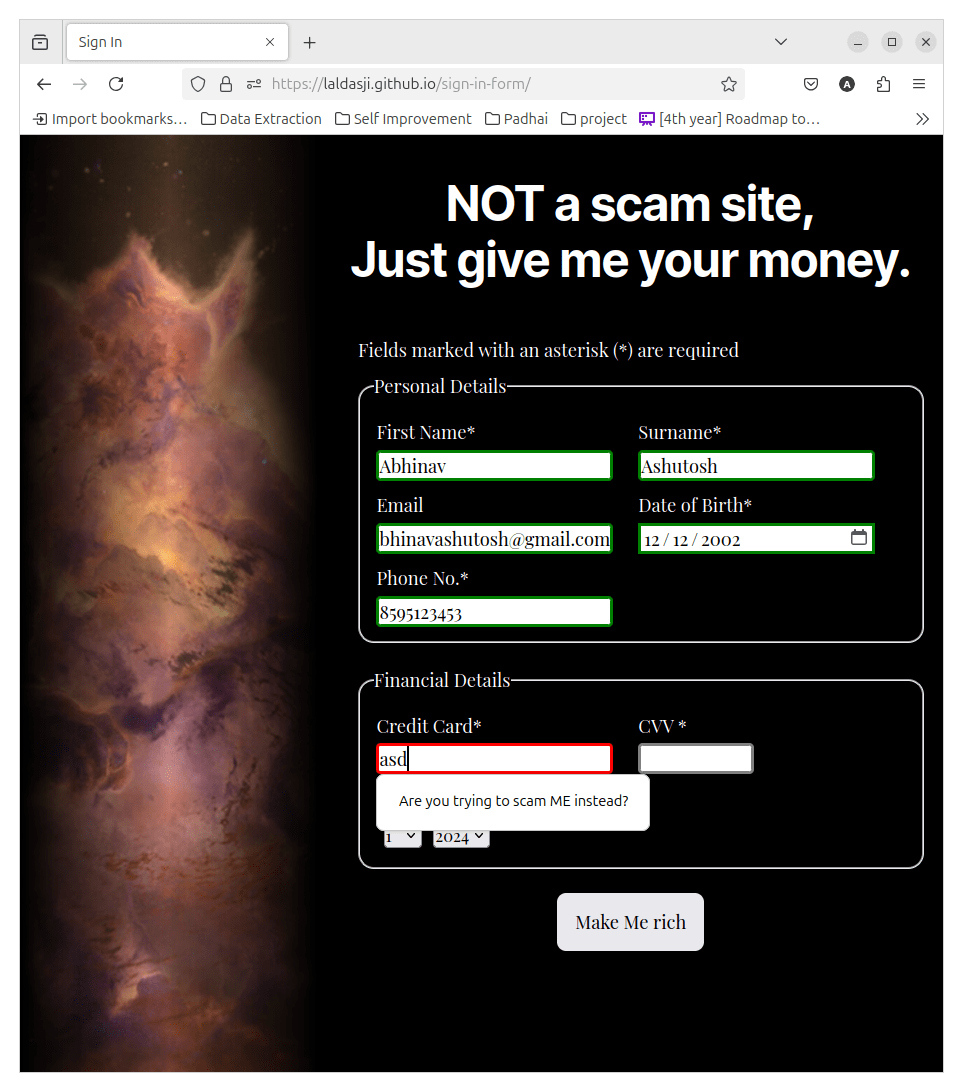 Sign In
https://laldasji.github.io/sign-in-form/
A
Import bookmarks… Data Extraction Self Improvement Padhai project [4th year] Roadmap to…
NOT a scam site,
Just give me your money.
Fields marked with an asterisk (*) are required
Personal Details
First Name* Surname*
Abhinav Ashutosh
Email Date of Birth*
bhinavashutosh@gmail.com 12 / 12 / 2002
Phone No.*
8595123453
Financial Details
Credit Card* CVV *
asd
Are you trying to scam ME instead?
1 2024
Make Me rich